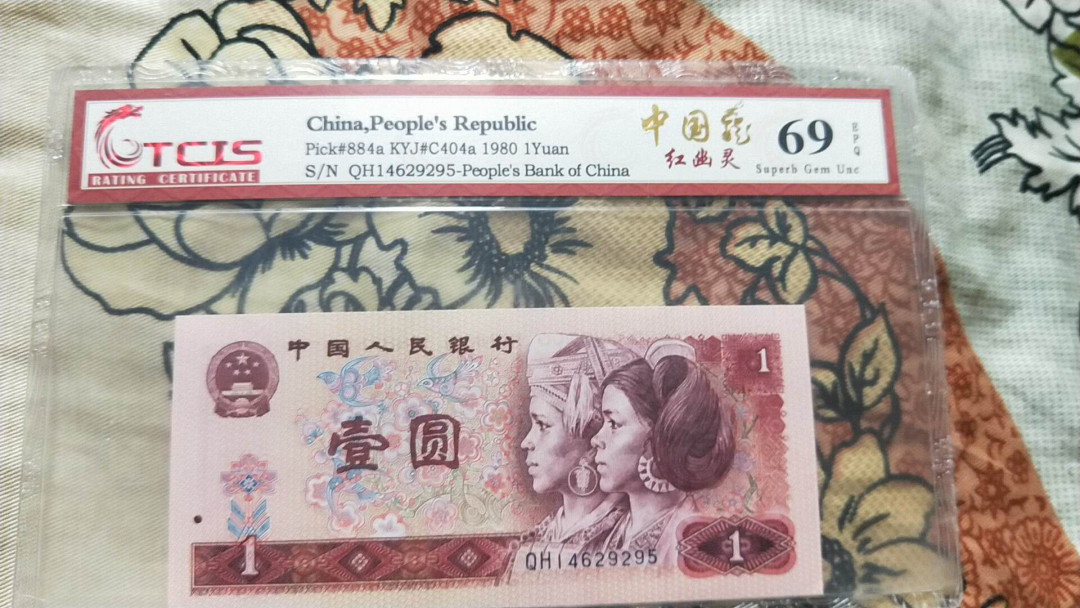 TCIS
RATING CERTIFICATE
China,People's Republic
Pick#884a KYJ#C404a 1980 1Yuan
S/N QH14629295-People's Bank of China
中国龍
红幽灵
69
EPQ
Superb Gem Unc
中国人民银行
1
壹圆
1
QH14629295
1